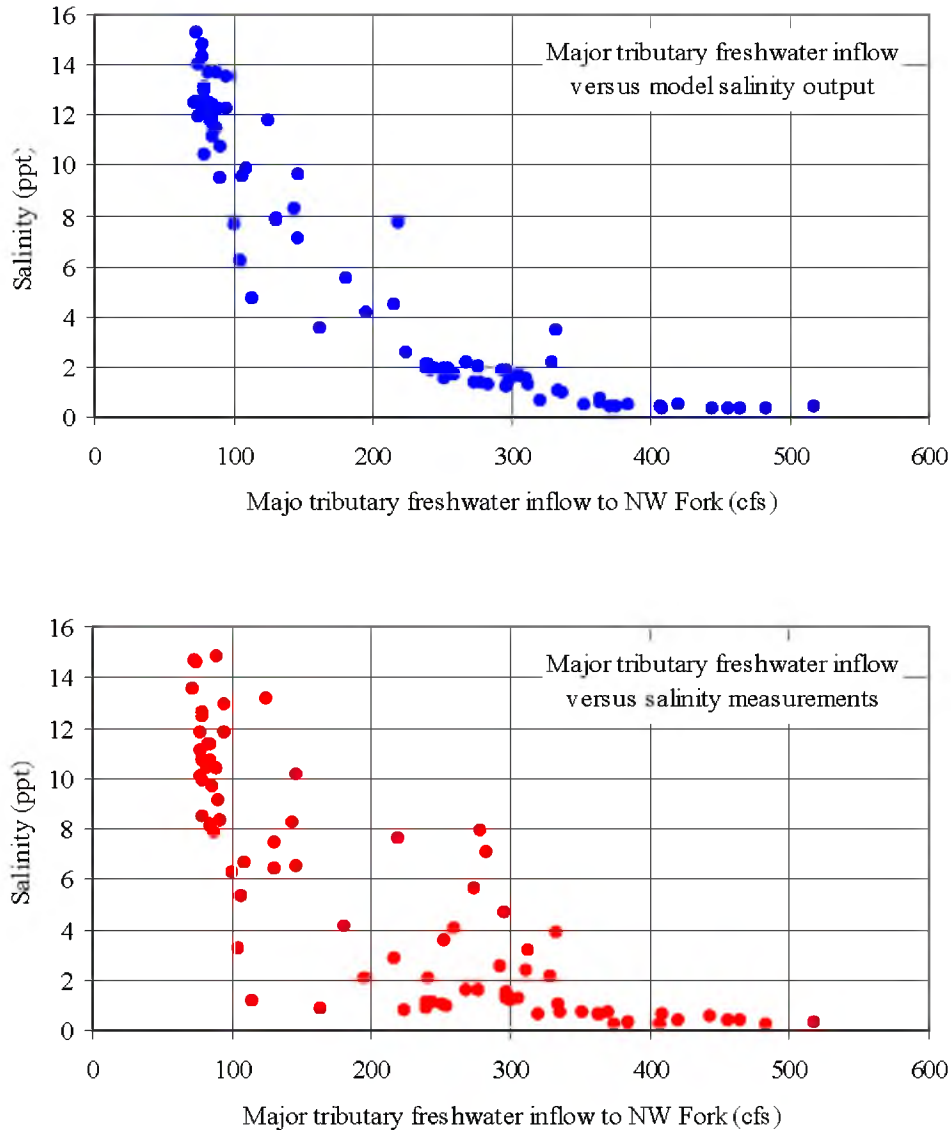 16
14
12
10
8
6
4
2
0
Salinity (ppt)
Major tributary freshwater inflow
versus model salinity output
0 100 200 300 400 500 600
Majo tributary freshwater inflow to NW Fork (cfs)
16
14
12
10
8
6
4
2
0
Salinity (ppt)
Major tributary freshwater inflow
versus salinity measurements
0 100 200 300 400 500 600
Major tributary freshwater inflow to NW Fork (cfs)